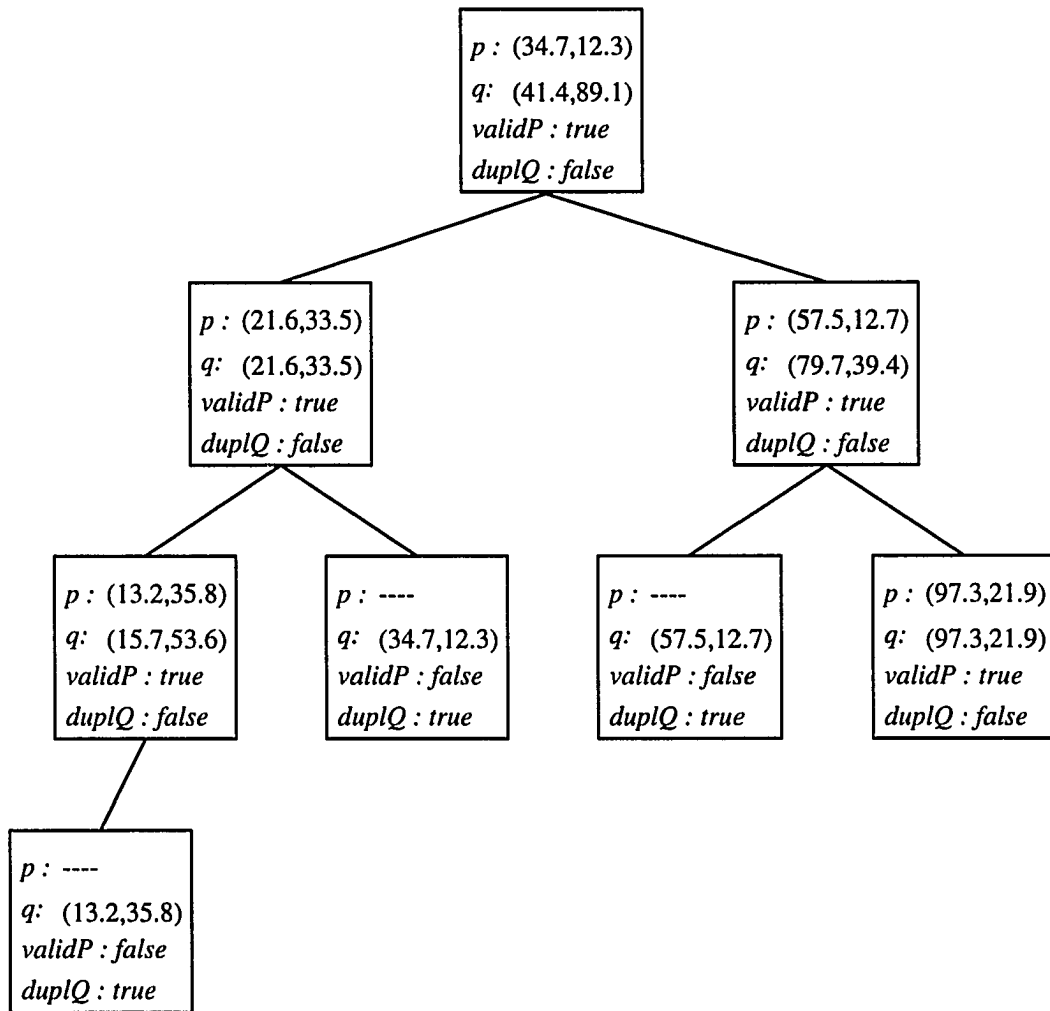 p : (34.7,12.3)
q: (41.4,89.1)
validP : true
duplQ : false
p : (21.6,33.5)
q: (21.6,33.5)
validP : true
duplQ : false
p : (57.5,12.7)
q: (79.7,39.4)
validP : true
duplQ : false
p : (13.2,35.8)
q: (15.7,53.6)
validP : true
duplQ : false
p : ----
q: (34.7,12.3)
validP : false
duplQ : true
p : ----
q: (57.5,12.7)
validP : false
duplQ : true
p : (97.3,21.9)
q: (97.3,21.9)
validP : true
duplQ : false
p : ----
q: (13.2,35.8)
validP : false
duplQ : true